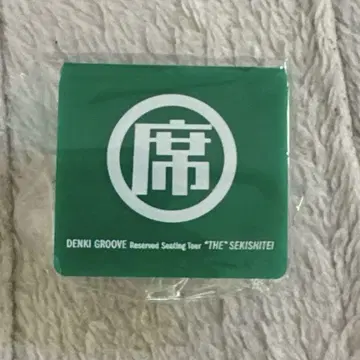 席
DENKI GROOVE Reserved Seating Tour "THE" SEKISHITEI